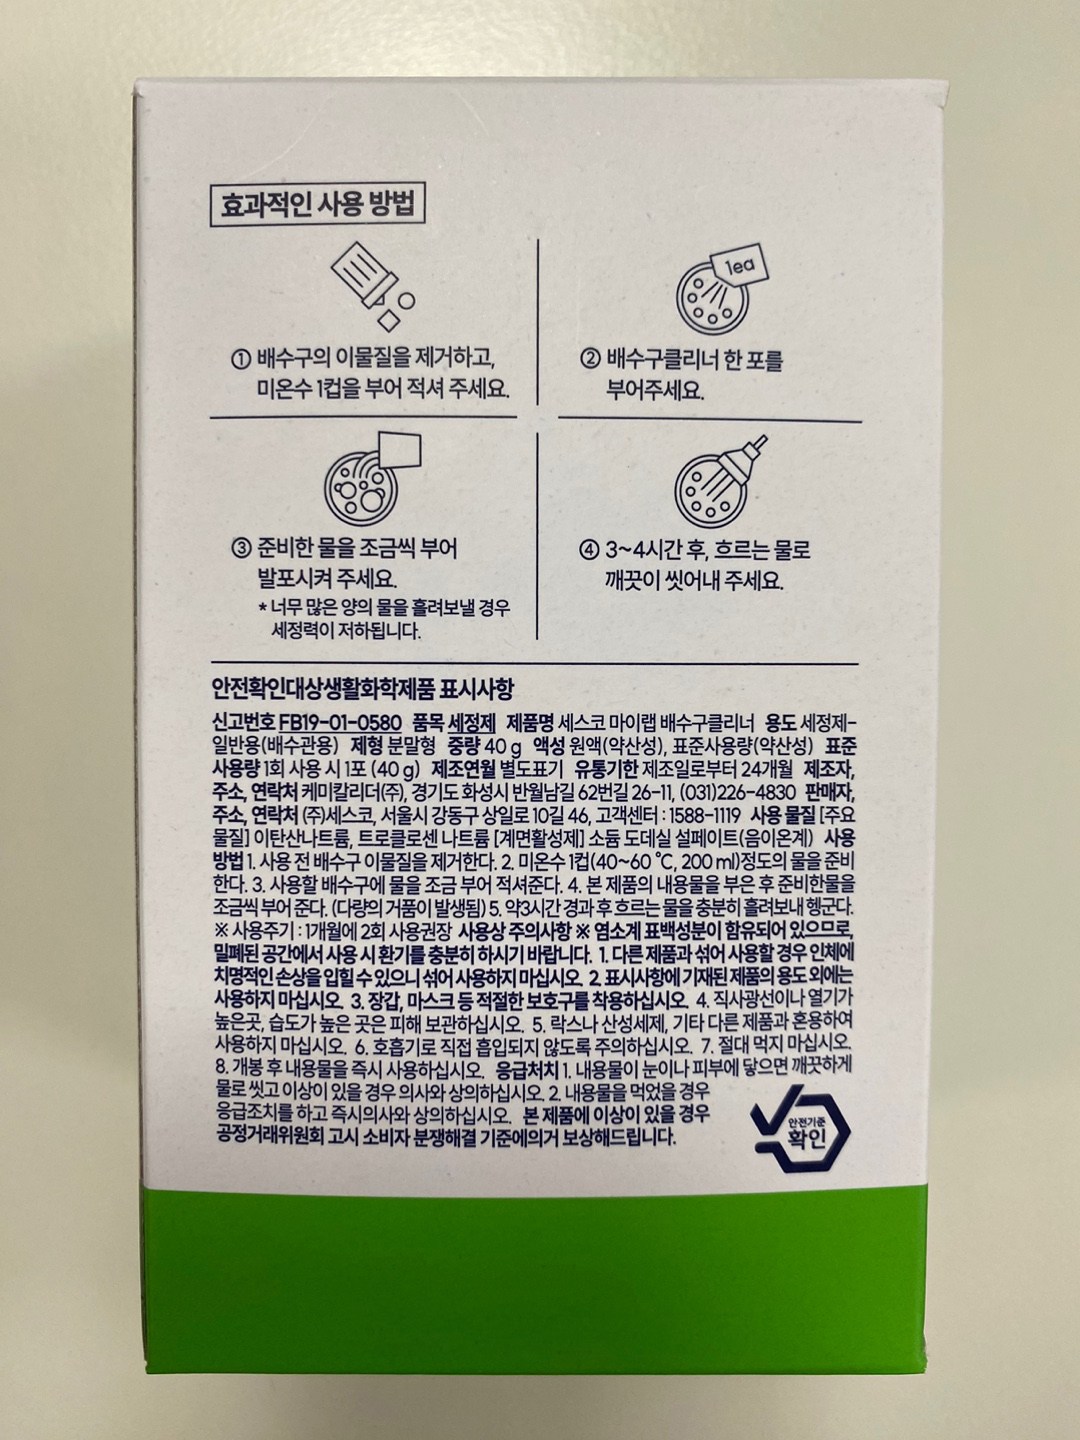 효과적인 사용 방법
1ea
① 배수구의 이물질을 제거하고,
미온수 1컵을 부어 적셔 주세요.
② 배수구클리너 한 포를
부어주세요.
③ 준비한 물을 조금씩 부어
발포시켜 주세요.
* 너무 많은 양의 물을 흘려보낼 경우
세정력이 저하됩니다.
④ 3~4시간 후, 흐르는 물로
깨끗이 씻어내 주세요.
안전확인대상생활화학제품 표시사항
신고번호 FB19-01-0580 품목 세정제 제품명 세스코 마이랩 배수구클리너 용도 세정제-
일반용(배수관용) 제형 분말형 중량 40 g 액성 원액(약산성), 표준사용량(약산성) 표준
사용량 1회 사용 시 1포 (40 g) 제조연월 별도표기 유통기한 제조일로부터 24개월 제조자,
주소, 연락처 케미칼리더(주), 경기도 화성시 반월남길 62번길 26-11, (031)226-4830 판매자,
주소, 연락처 (주)세스코, 서울시 강동구 상일로 10길 46, 고객센터 : 1588-1119 사용 물질 [주요
물질] 이탄산나트륨, 트로클로센 나트륨 [계면활성제] 소듐 도데실 설페이트(음이온계) 사용
방법 1. 사용 전 배수구 이물질을 제거한다. 2. 미온수 1컵(40~60 ℃, 200 ml)정도의 물을 준비
한다. 3. 사용할 배수구에 물을 조금 부어 적셔준다. 4. 본 제품의 내용물을 부은 후 준비한물을
조금씩 부어 준다. (다량의 거품이 발생됨) 5. 약3시간 경과 후 흐르는 물을 충분히 흘려보내 헹군다.
※ 사용주기 : 1개월에 2회 사용권장 사용상 주의사항 ※ 염소계 표백성분이 함유되어 있으므로,
밀폐된 공간에서 사용 시 환기를 충분히 하시기 바랍니다. 1. 다른 제품과 섞어 사용할 경우 인체에
치명적인 손상을 입힐 수 있으니 섞어 사용하지 마십시오. 2. 표시사항에 기재된 제품의 용도 외에는
사용하지 마십시오. 3. 장갑, 마스크 등 적절한 보호구를 착용하십시오. 4. 직사광선이나 열기가
높은곳, 습도가 높은 곳은 피해 보관하십시오. 5. 락스나 산성세제, 기타 다른 제품과 혼용하여
사용하지 마십시오. 6. 호흡기로 직접 흡입되지 않도록 주의하십시오. 7. 절대 먹지 마십시오.
8. 개봉 후 내용물을 즉시 사용하십시오. 응급처치 1. 내용물이 눈이나 피부에 닿으면 깨끗하게
물로 씻고 이상이 있을 경우 의사와 상의하십시오. 2. 내용물을 먹었을 경우
응급조치를 하고 즉시의사와 상의하십시오. 본 제품에 이상이 있을 경우
공정거래위원회 고시 소비자 분쟁해결 기준에의거 보상해드립니다.
안전기준
확인